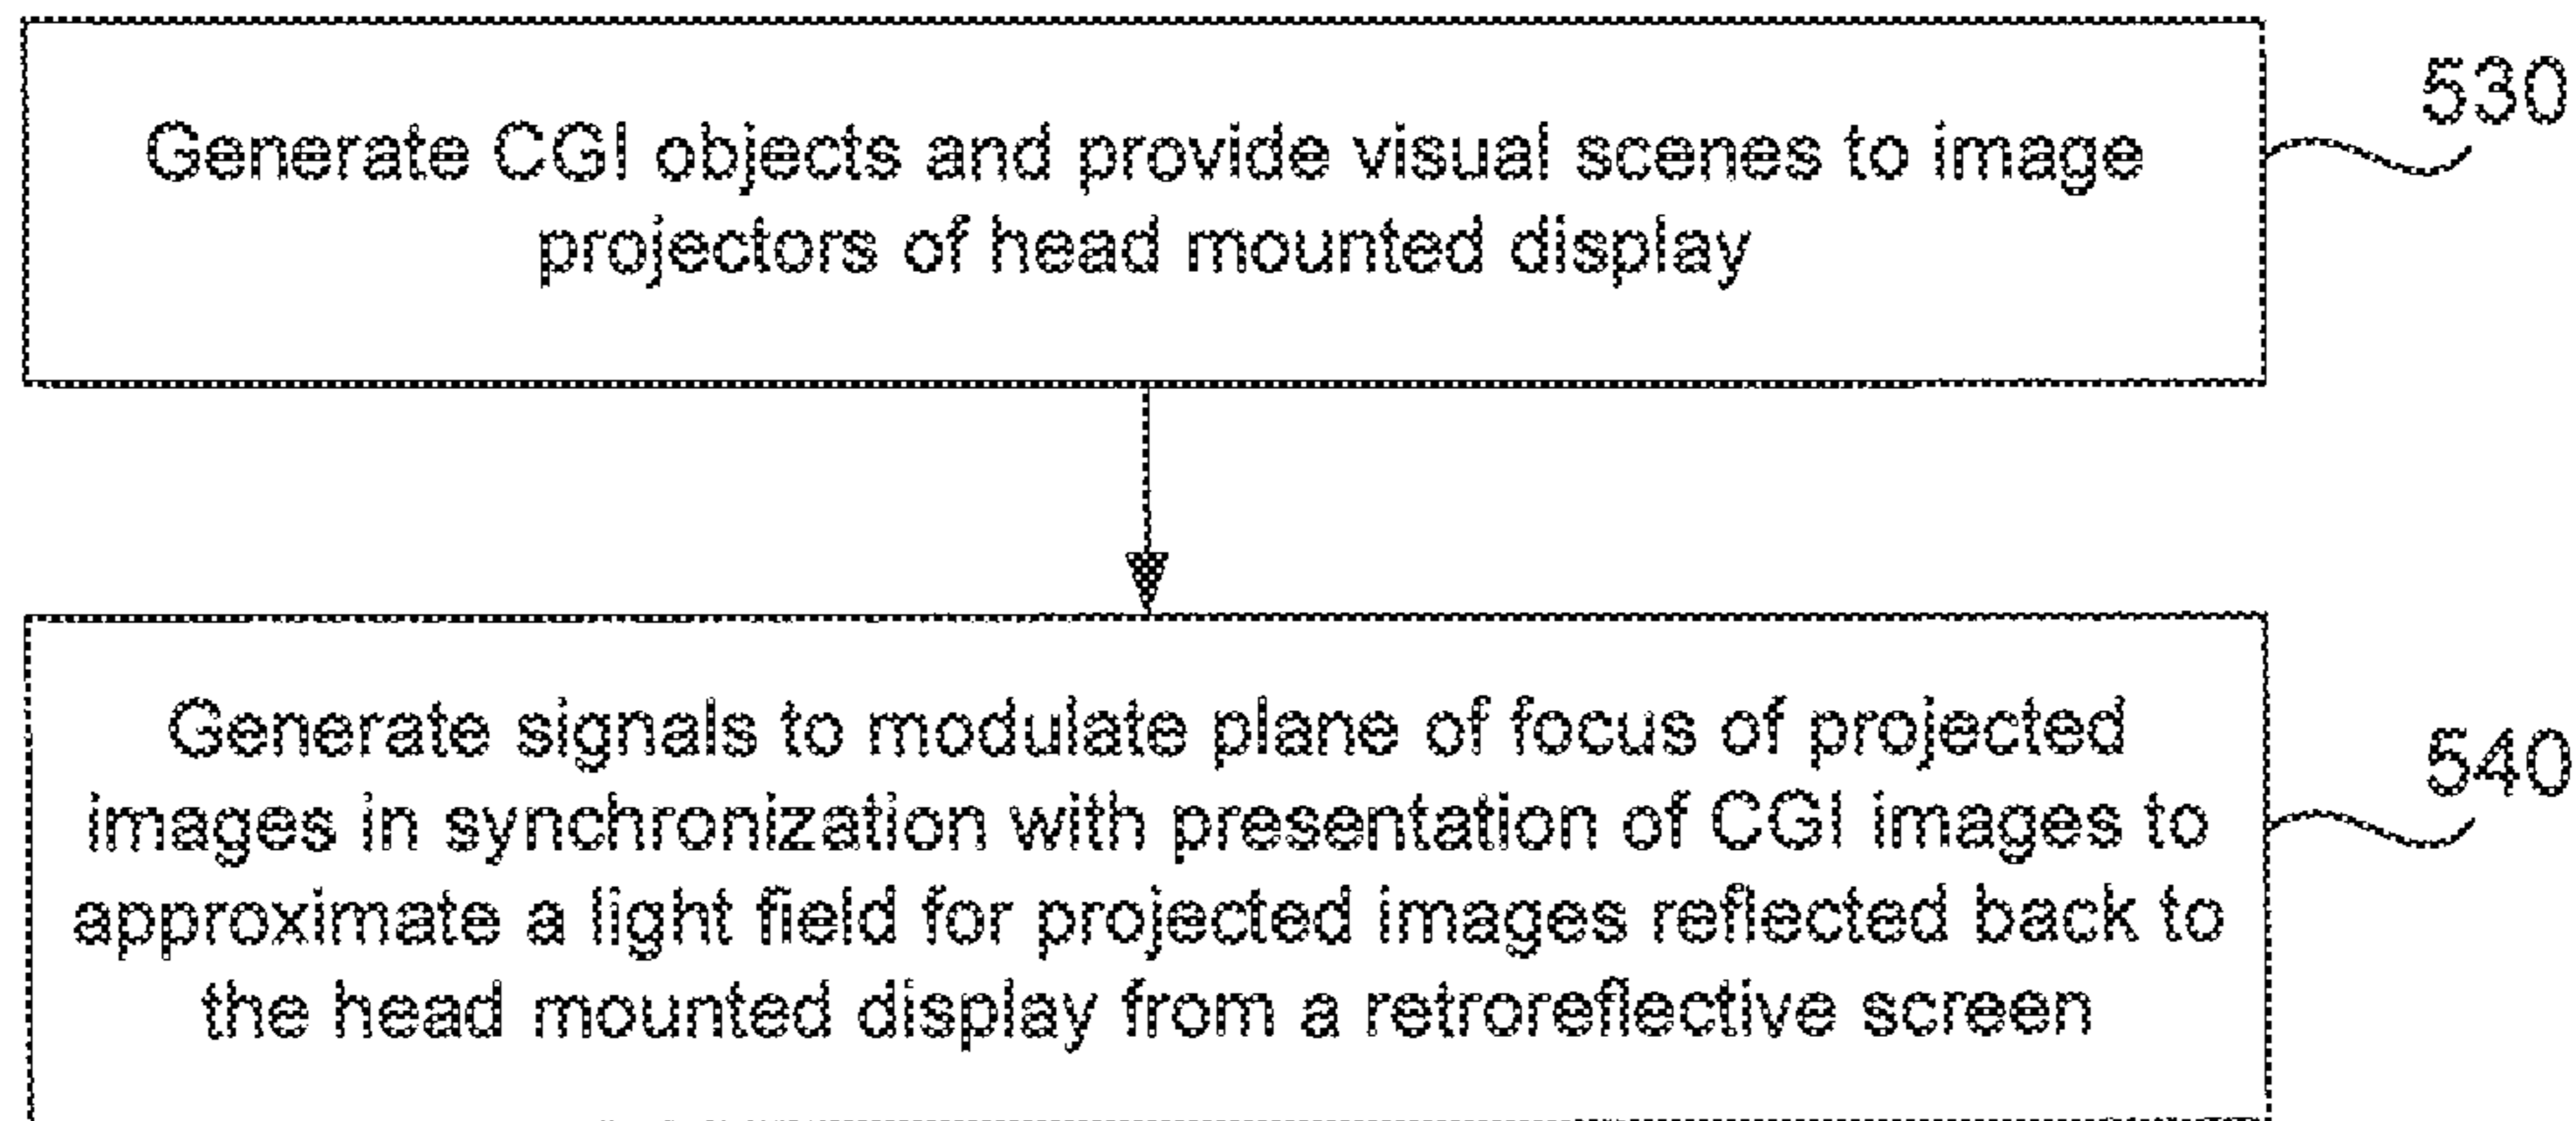 Generate CGI objects and provide visual scenes to image
projectors of head mounted display
530
Generate signals to modulate plane of focus of projected
images in synchronization with presentation of CGI images to
approximate a light field for projected images reflected back to
the head mounted display from a retroreflective screen
540